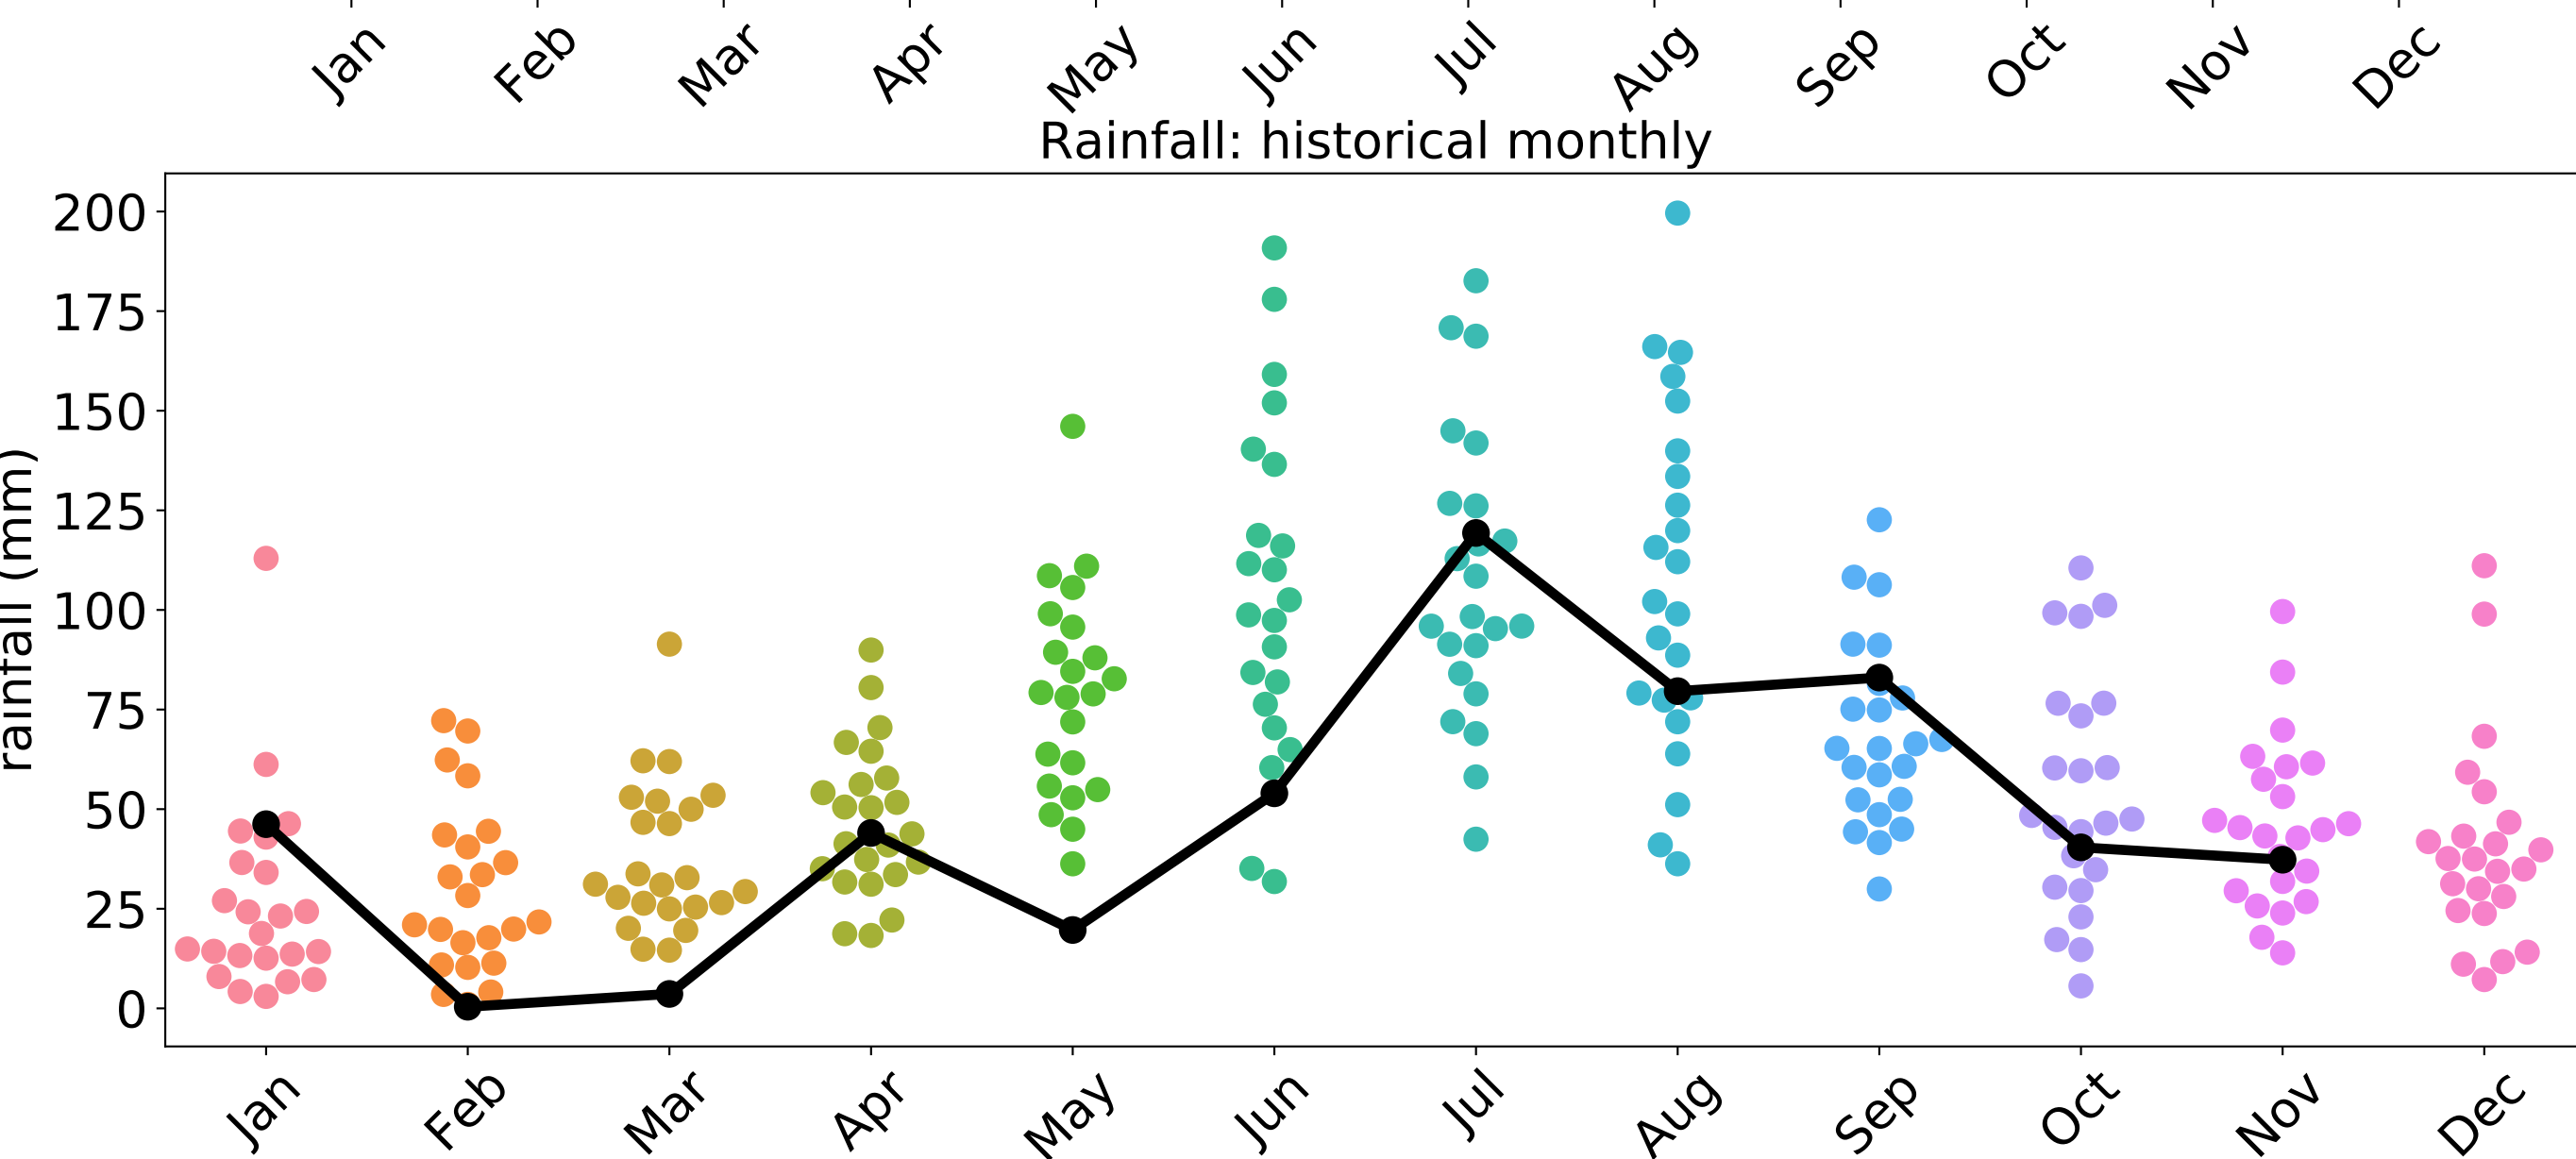 Jan Feb Mar Apr May Jun Jul Aug Sep Oct Nov Dec
Rainfall: historical monthly
rainfall (mm)
200
175
150
125
100
75
50
25
0
Jan Feb Mar Apr May Jun Jul Aug Sep Oct Nov Dec